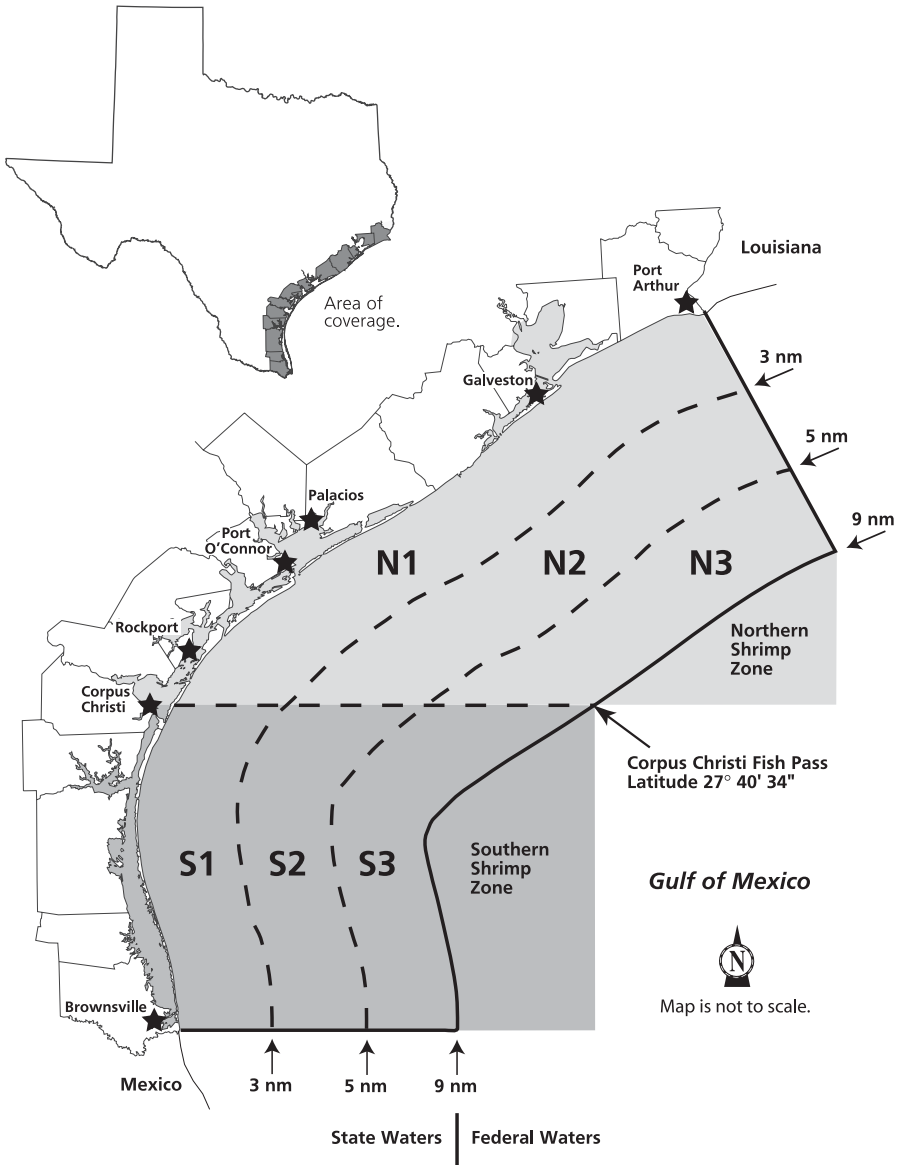 Area of
coverage.
Louisiana
Port
Arthur
3 nm
Galveston
5 nm
9 nm
Palacios
Port
O'Connor
N1
N2
N3
Rockport
Northern
Shrimp
Zone
Corpus
Christi
Corpus Christi Fish Pass
Latitude 27° 40' 34"
S1
S2
S3
Southern
Shrimp
Zone
Gulf of Mexico
N
Map is not to scale.
Brownsville
Mexico
3 nm
5 nm
9 nm
State Waters
Federal Waters